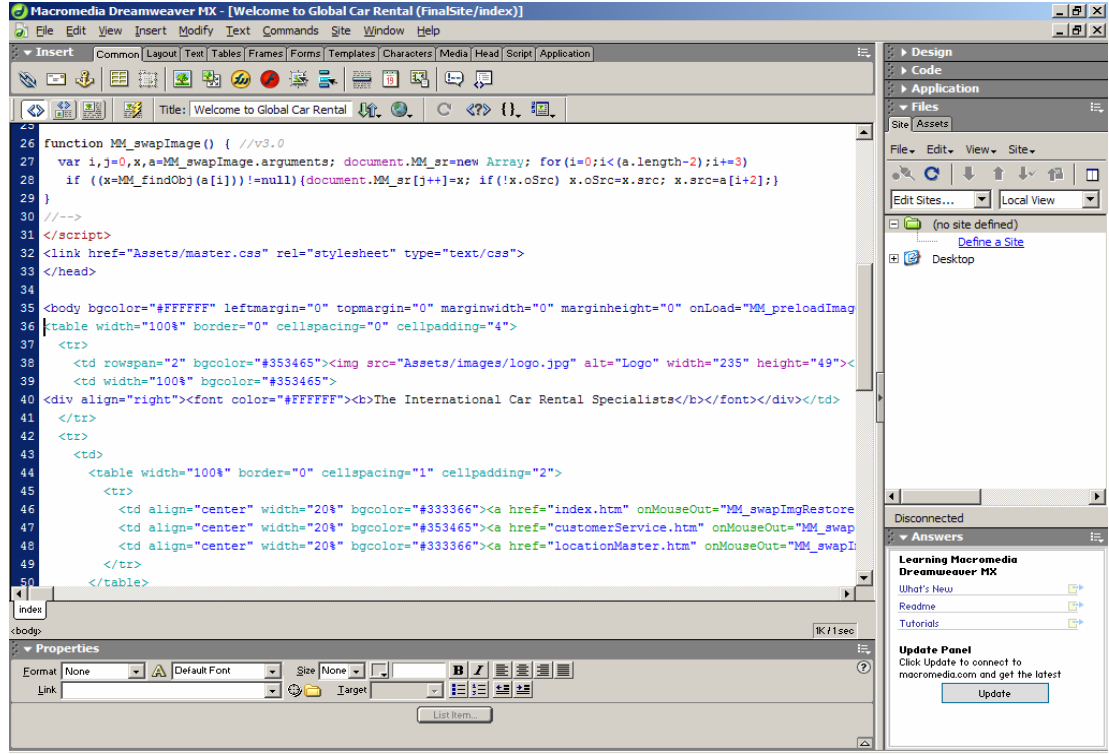 Macromedia Dreamweaver MX - [Welcome to Global Car Rental (FinalSite/index)]
File Edit View Insert Modify Text Commands Site Window Help
Insert Common Layout Text Tables Frames Forms Templates Characters Media Head Script Application
Title: Welcome to Global Car Rental
25
26 function MM_swapImage() { //v3.0
27 var i,j=0,x,a=MM_swapImage.arguments; document.MM_sr=new Array; for(i=0;i<(a.length-2);i+=3)
28 if ((x=MM_findObj(a[i]))!=null){document.MM_sr[j++]=x; if(!x.oSrc) x.oSrc=x.src; x.src=a[i+2];}
29 }
30 //-->
31 </script>
32 <link href="Assets/master.css" rel="stylesheet" type="text/css">
33 </head>
34
35 <body bgcolor="#FFFFFF" leftmargin="0" topmargin="0" marginwidth="0" marginheight="0" onLoad="MM_preloadImag
36 <table width="100%" border="0" cellspacing="0" cellpadding="4">
37 <tr>
38 <td rowspan="2" bgcolor="#353465"><img src="Assets/images/logo.jpg" alt="Logo" width="235" height="49"><
39 <td width="100%" bgcolor="#353465">
40 <div align="right"><font color="#FFFFFF"><b>The International Car Rental Specialists</b></font></div></td>
41 </tr>
42 <tr>
43 <td>
44 <table width="100%" border="0" cellspacing="1" cellpadding="2">
45 <tr>
46 <td align="center" width="20%" bgcolor="#333366"><a href="index.htm" onMouseOut="MM_swapImgRestore
47 <td align="center" width="20%" bgcolor="#353465"><a href="customerService.htm" onMouseOut="MM_swap
48 <td align="center" width="20%" bgcolor="#333366"><a href="locationMaster.htm" onMouseOut="MM_swapI
49 </tr>
50 </table>
index
<body>
1K/1sec
Properties
Format None Default Font Size None B I
Link Target
List Item...
Design
Code
Application
Files
Site Assets
File Edit View Site
Edit Sites... Local View
(no site defined)
Define a Site
Desktop
Disconnected
Answers
Learning Macromedia
Dreamweaver MX
What's New
Readme
Tutorials
Update Panel
Click Update to connect to
macromedia.com and get the latest
Update